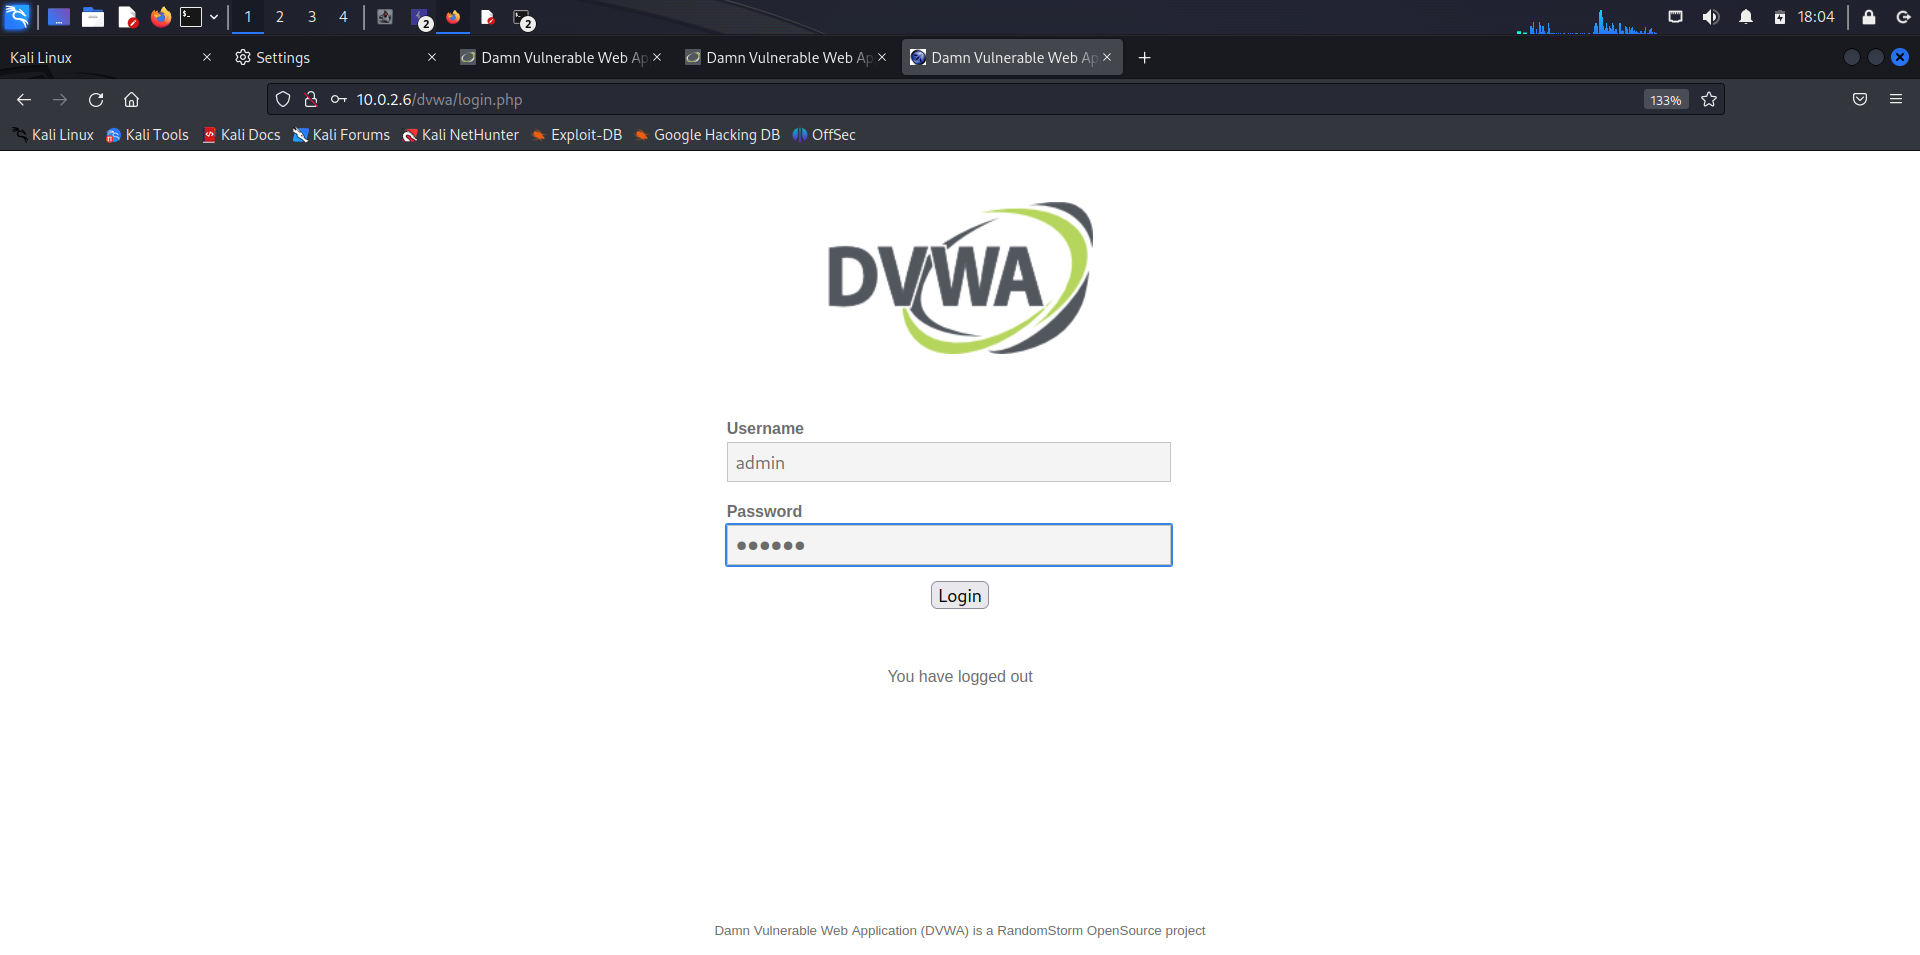 1 2 3 4 2 2 18:04
Kali Linux Settings Damn Vulnerable Web Ap Damn Vulnerable Web Ap Damn Vulnerable Web Ap
10.0.2.6/dvwa/login.php 133%
Kali Linux Kali Tools Kali Docs Kali Forums Kali NetHunter Exploit-DB Google Hacking DB OffSec
DVWA
Username
admin
Password
Login
You have logged out
Damn Vulnerable Web Application (DVWA) is a RandomStorm OpenSource project